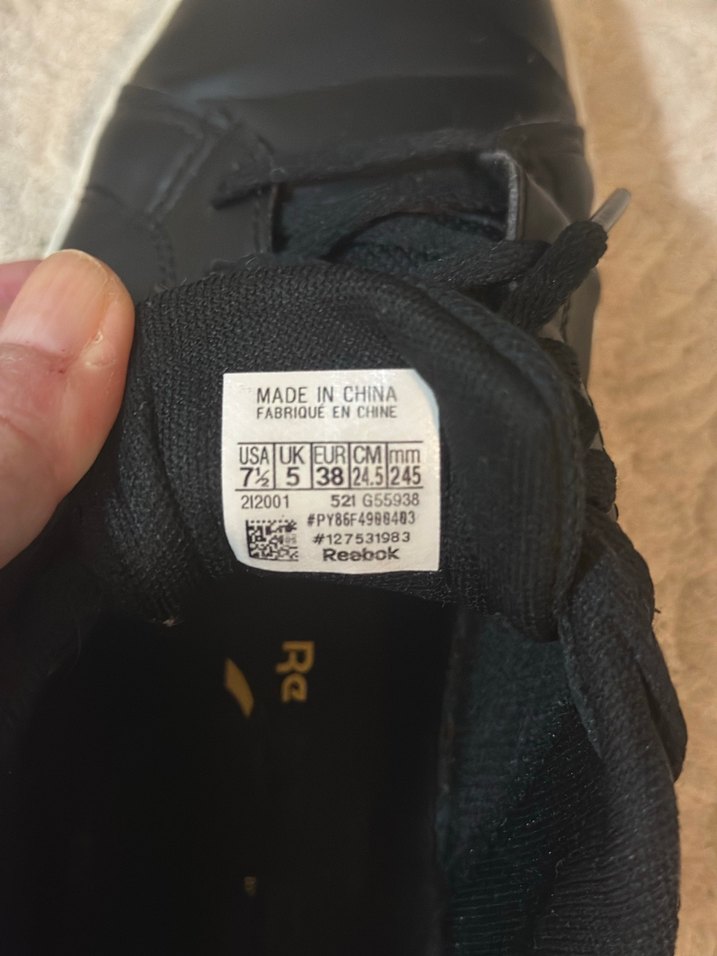 MADE IN CHINA
FABRIQUÉ EN CHINE
USA UK EUR CM mm
7½ 5 38 24.5 245
212001 521 G55938
#PY86F4900403
#127531983
Reebok
Re